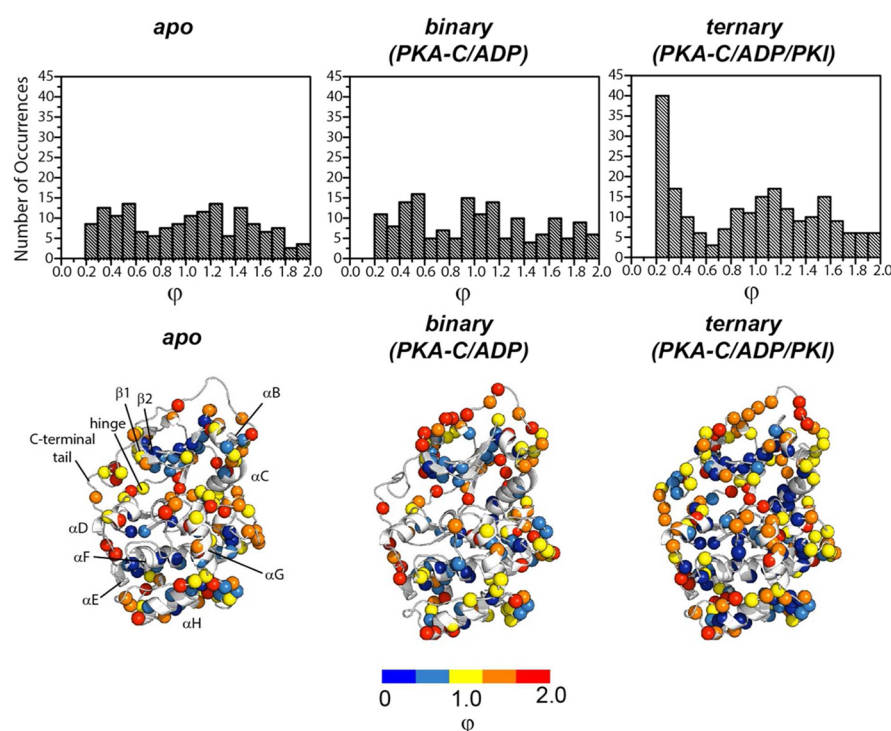 apo
binary
(PKA-C/ADP)
ternary
(PKA-C/ADP/PKI)
Number of Occurrences
45
40
35
30
25
20
15
10
5
0
0.0 0.2 0.4 0.6 0.8 1.0 1.2 1.4 1.6 1.8 2.0
φ
45
40
35
30
25
20
15
10
5
0
0.0 0.2 0.4 0.6 0.8 1.0 1.2 1.4 1.6 1.8 2.0
φ
45
40
35
30
25
20
15
10
5
0
0.0 0.2 0.4 0.6 0.8 1.0 1.2 1.4 1.6 1.8 2.0
φ
apo
binary
(PKA-C/ADP)
ternary
(PKA-C/ADP/PKI)
β1
β2
αB
hinge
C-terminal
tail
αC
αD
αF
αG
αE
αH
0 1.0 2.0
φ